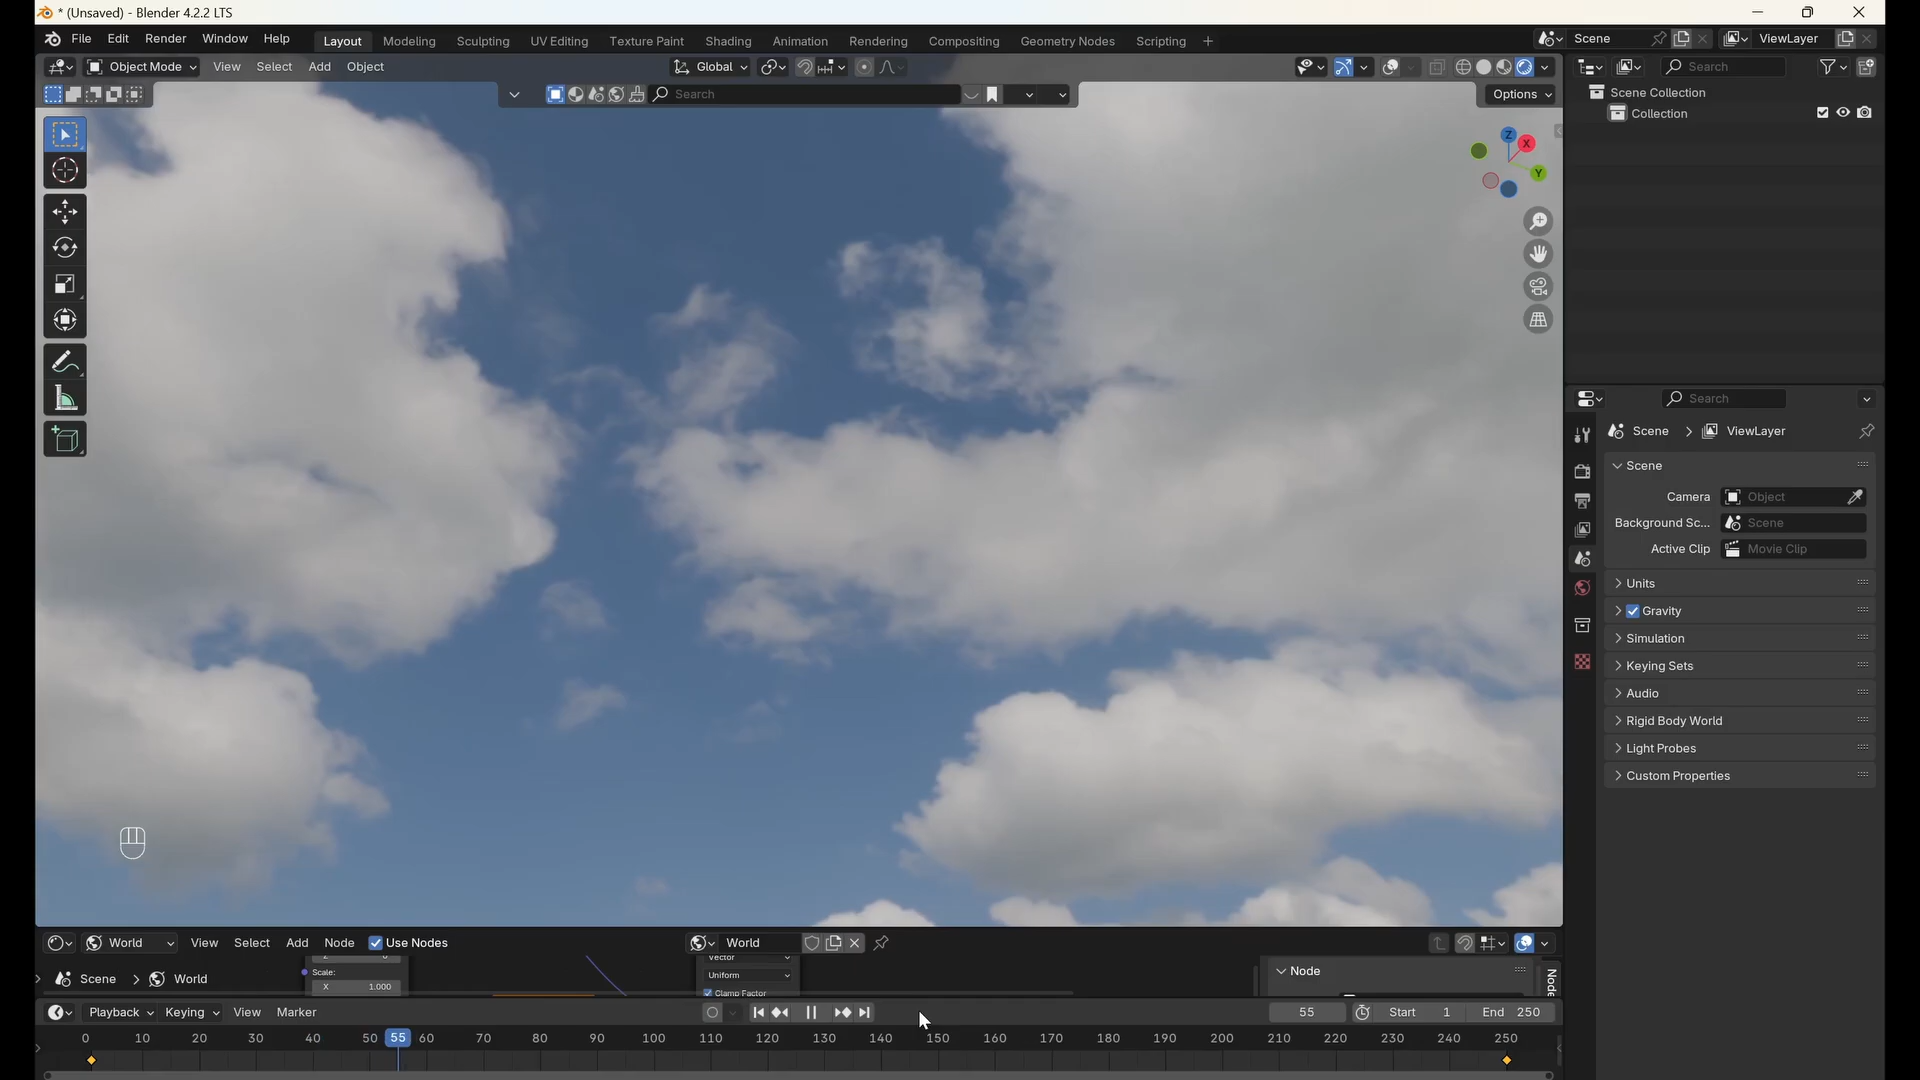 * (Unsaved) - Blender 4.2.2 LTS
File Edit Render Window Help Layout Modeling Sculpting UV Editing Texture Paint Shading Animation Rendering Compositing Geometry Nodes Scripting + Scene ViewLayer
Object Mode View Select Add Object Global Search
Search Options
Scene Collection
Collection
Z
X
Y
Search
Scene > ViewLayer
Scene
Camera Object
Background Sc... Scene
Active Clip Movie Clip
Units
Gravity
Simulation
Keying Sets
Audio
Rigid Body World
Light Probes
Custom Properties
World View Select Add Node Use Nodes World
Z 0 Vector
Scene > World Scale: Uniform Node Node
X 1.000 Clamp Factor
Playback Keying View Marker 55 Start 1 End 250
0 10 20 30 40 50 55 60 70 80 90 100 110 120 130 140 150 160 170 180 190 200 210 220 230 240 250